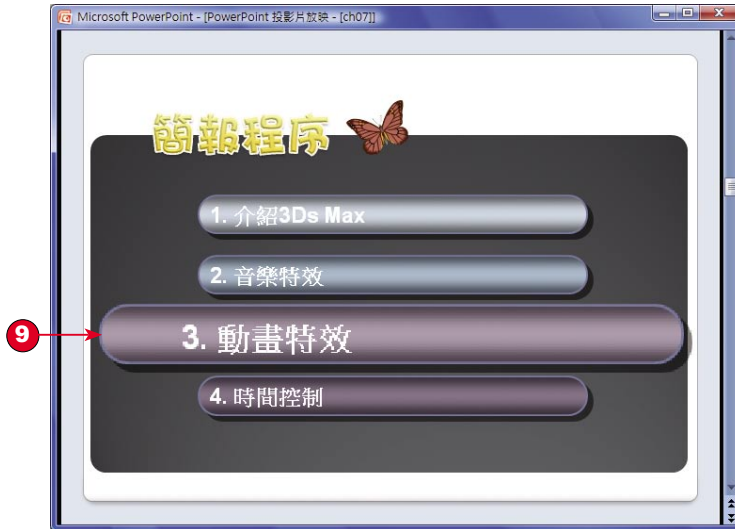 Microsoft PowerPoint - [PowerPoint 投影片放映 - [ch07]]
簡報程序
1. 介紹3Ds Max
2. 音樂特效
9
3. 動畫特效
4. 時間控制